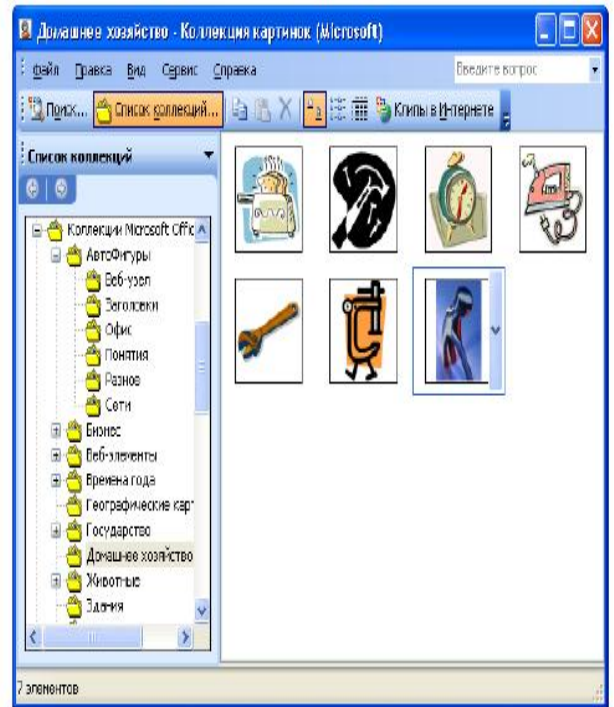 Домашнее хозяйство - Коллекция картинок (Microsoft)
Файл Правка Вид Сервис Справка Введите вопрос
Поиск... Список коллекций... Клипы в Интернете
Список коллекций
Коллекции Microsoft Offic
АвтоФигуры
Веб-узел
Заголовки
Офис
Понятия
Разное
Сети
Бизнес
Веб-элементы
Времена года
Географические кар
Государство
Домашнее хозяйство
Животные
Здания
7 элементов